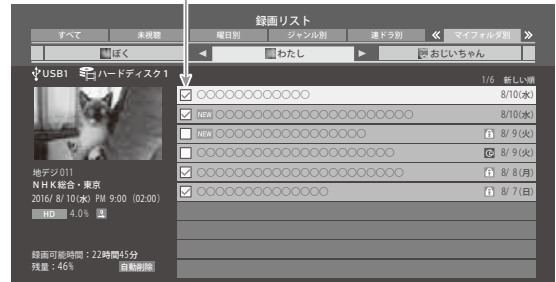 録画リスト
すべて 未視聴 曜日別 ジャンル別 連ドラ別 ≪ マイフォルダ別 ≫
ぼく ◀ わたし ▶ おじいちゃん
USB1 ハードディスク1
1/6 新しい順
○○○○○○○○○○○○ 8/10(水)
NEW ○○○○○○○○○○○○○○○○○○○○○ 8/10(水)
NEW ○○○○○○○○○○○○○○○○ 8/ 9(火)
○○○○○○○○○○○○○○○○○○○○○ 8/ 9(火)
○○○○○○○○○○○○○○○○○○○○○○ 8/ 8(月)
○○○○○○○○○○○○○○ 8/ 7(日)
地デジ011
NHK総合・東京
2016/ 8/10(水) PM 9:00 (02:00)
HD 4.0%
録画可能時間：22時間45分
残量：46% 自動削除